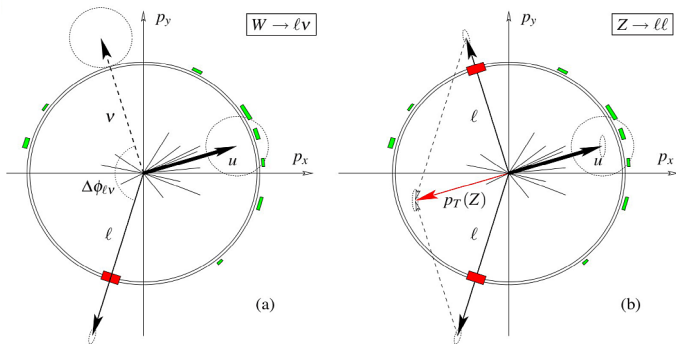 p_y
W → ℓν
ν
u
p_x
Δϕ_ℓν
ℓ
(a)
p_y
Z → ℓℓ
ℓ
u
p_x
p_T(Z)
ℓ
(b)